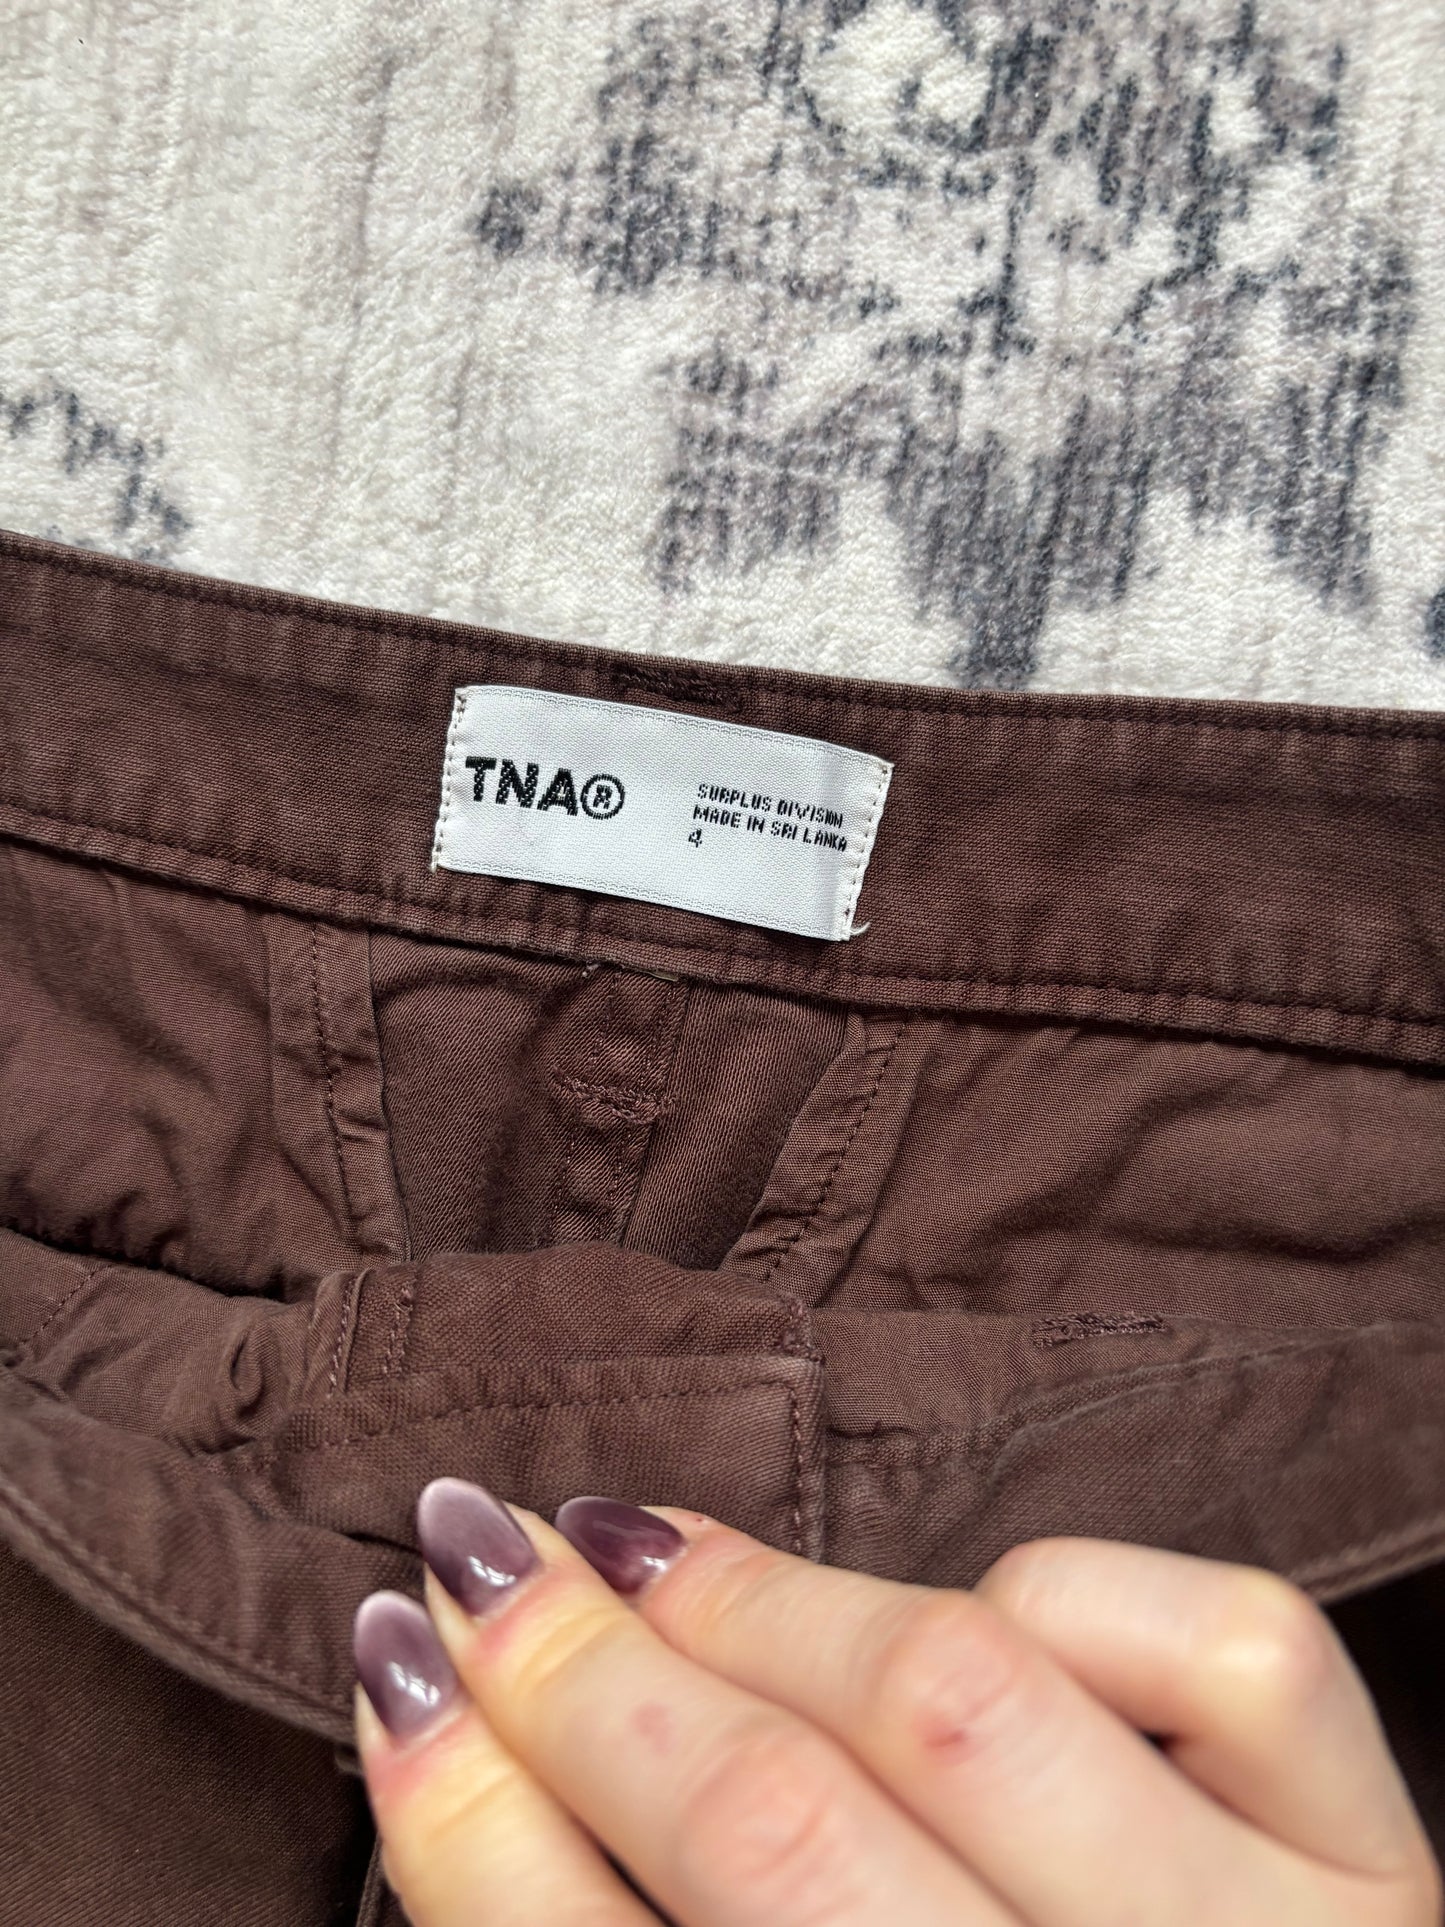 TNA®
SURPLUS DIVISION
MADE IN SRI LANKA
4